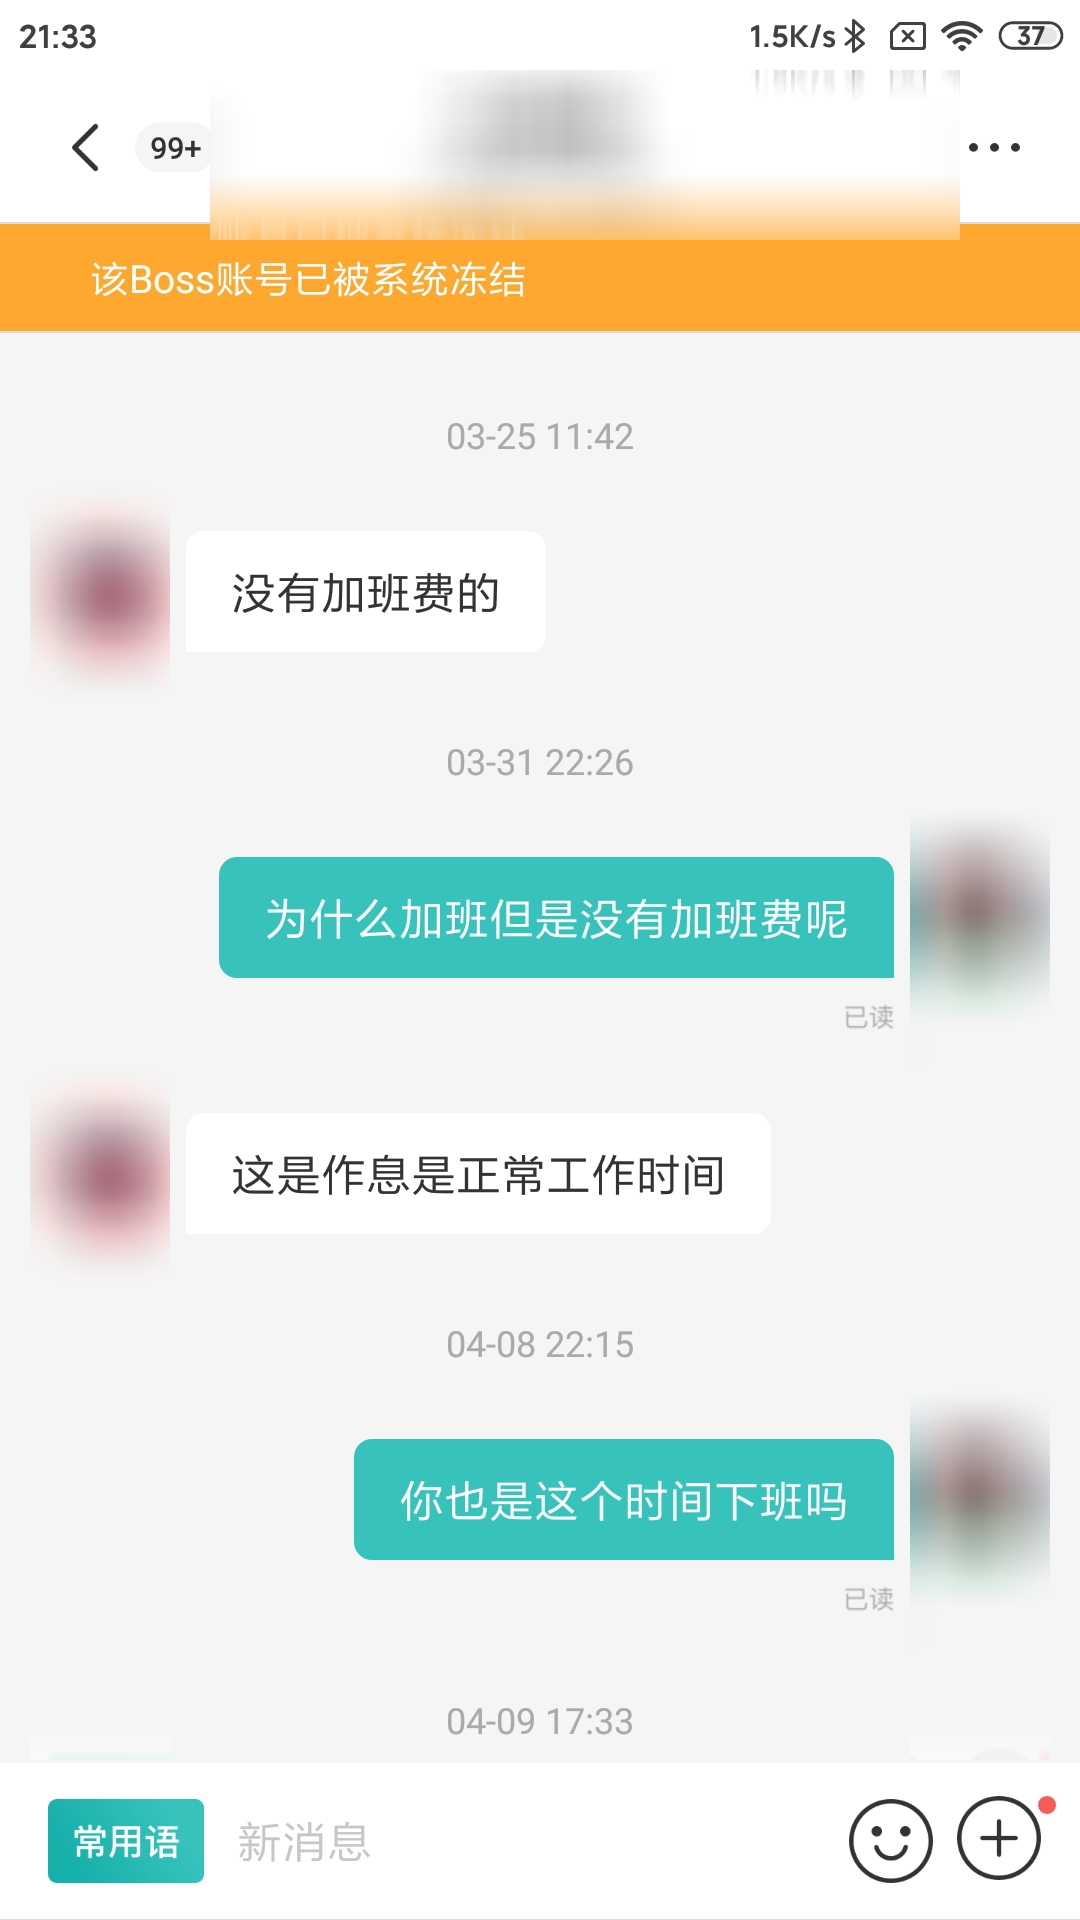 21:33
1.5K/s
37
99+
该Boss账号已被系统冻结
03-25 11:42
没有加班费的
03-31 22:26
为什么加班但是没有加班费呢
已读
这是作息是正常工作时间
04-08 22:15
你也是这个时间下班吗
已读
04-09 17:33
常用语
新消息